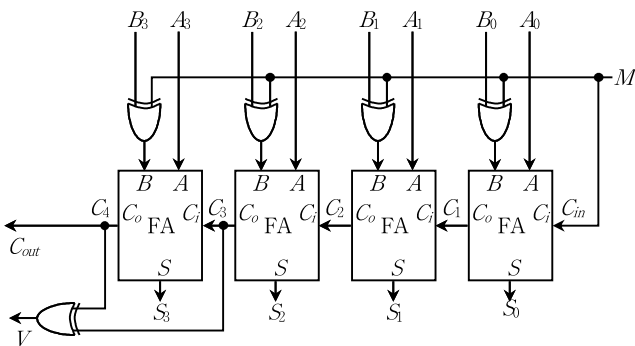 B3 A3 B2 A2 B1 A1 B0 A0
M
B A B A B A B A
C4 C3 C2 C1 Cin
Co FA Ci Co FA Ci Co FA Ci Co FA Ci
Cout
S S S S
S3 S2 S1 S0
V